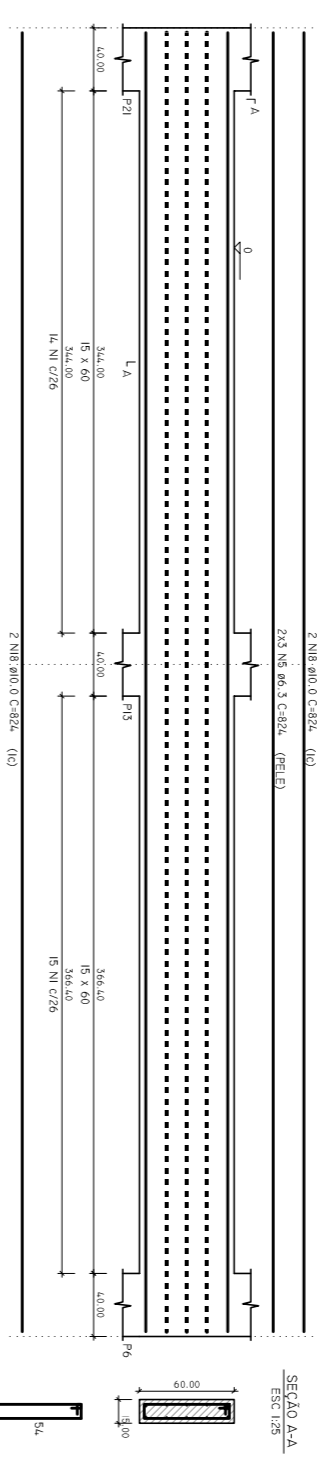 2 N18 ø10.0 C=824 (1c)
2x3 N5 ø6.3 C=824 (PELE)
A
0
40.00
P21
A
344.00
15 x 60
344.00
14 N1 c/26
40.00
P13
366.40
15 x 60
366.40
15 N1 c/26
40.00
P6
2 N18 ø10.0 C=824 (1c)
SEÇÃO A-A
ESC 1:25
60.00
15.00
54